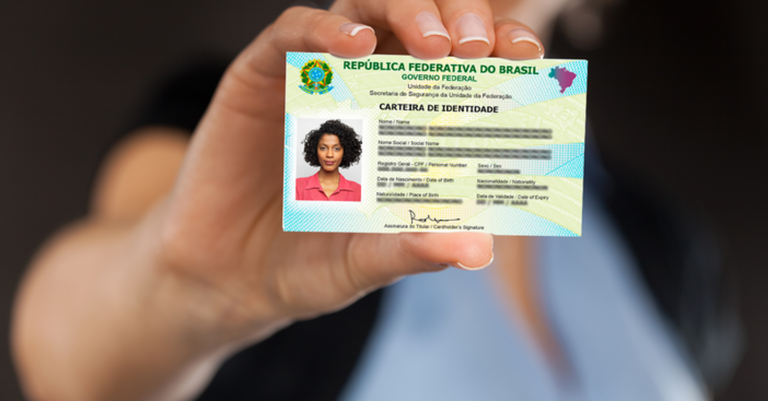 REPÚBLICA FEDERATIVA DO BRASIL
GOVERNO FEDERAL
Unidade da Federação
Secretaria de Segurança da Unidade da Federação
CARTEIRA DE IDENTIDADE
Nome / Name
Nome Social / Social Name
Registro Geral - CPF / Personal Number Sexo / Sex
Data de Nascimento / Date of Birth Nacionalidade / Nationality
Naturalidade / Place of Birth Data de Validade / Date of Expiry
Assinatura do Titular / Cardholder's Signature